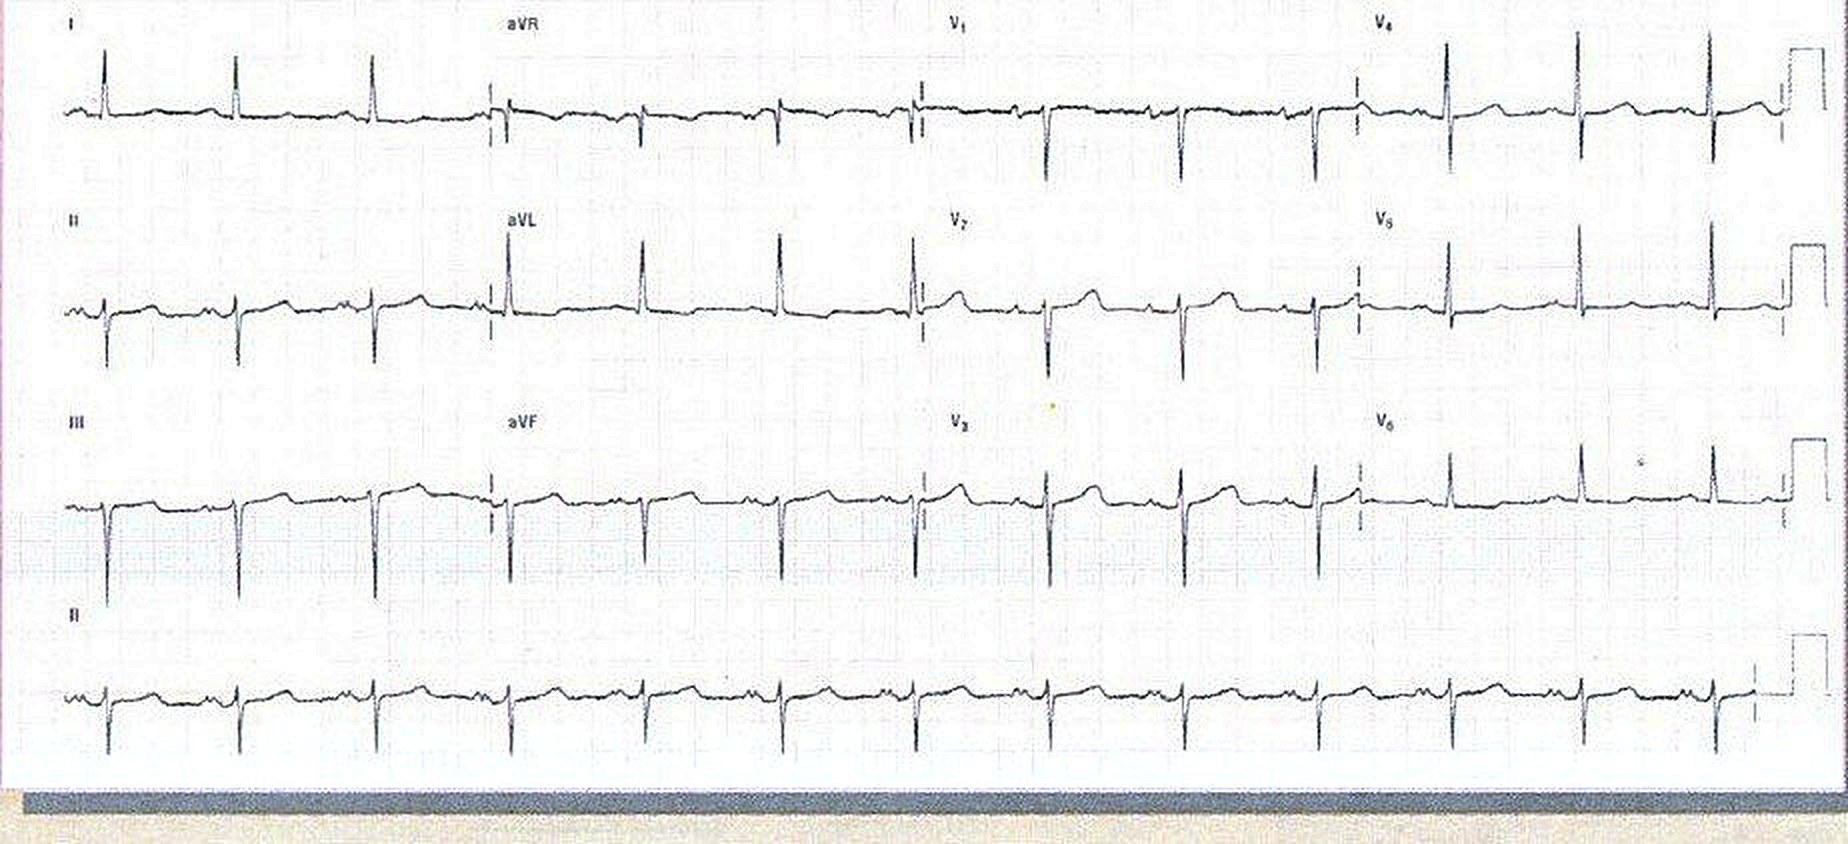 I aVR V₁ V₄
II aVL V₂ V₅
III aVF V₃ V₆
II